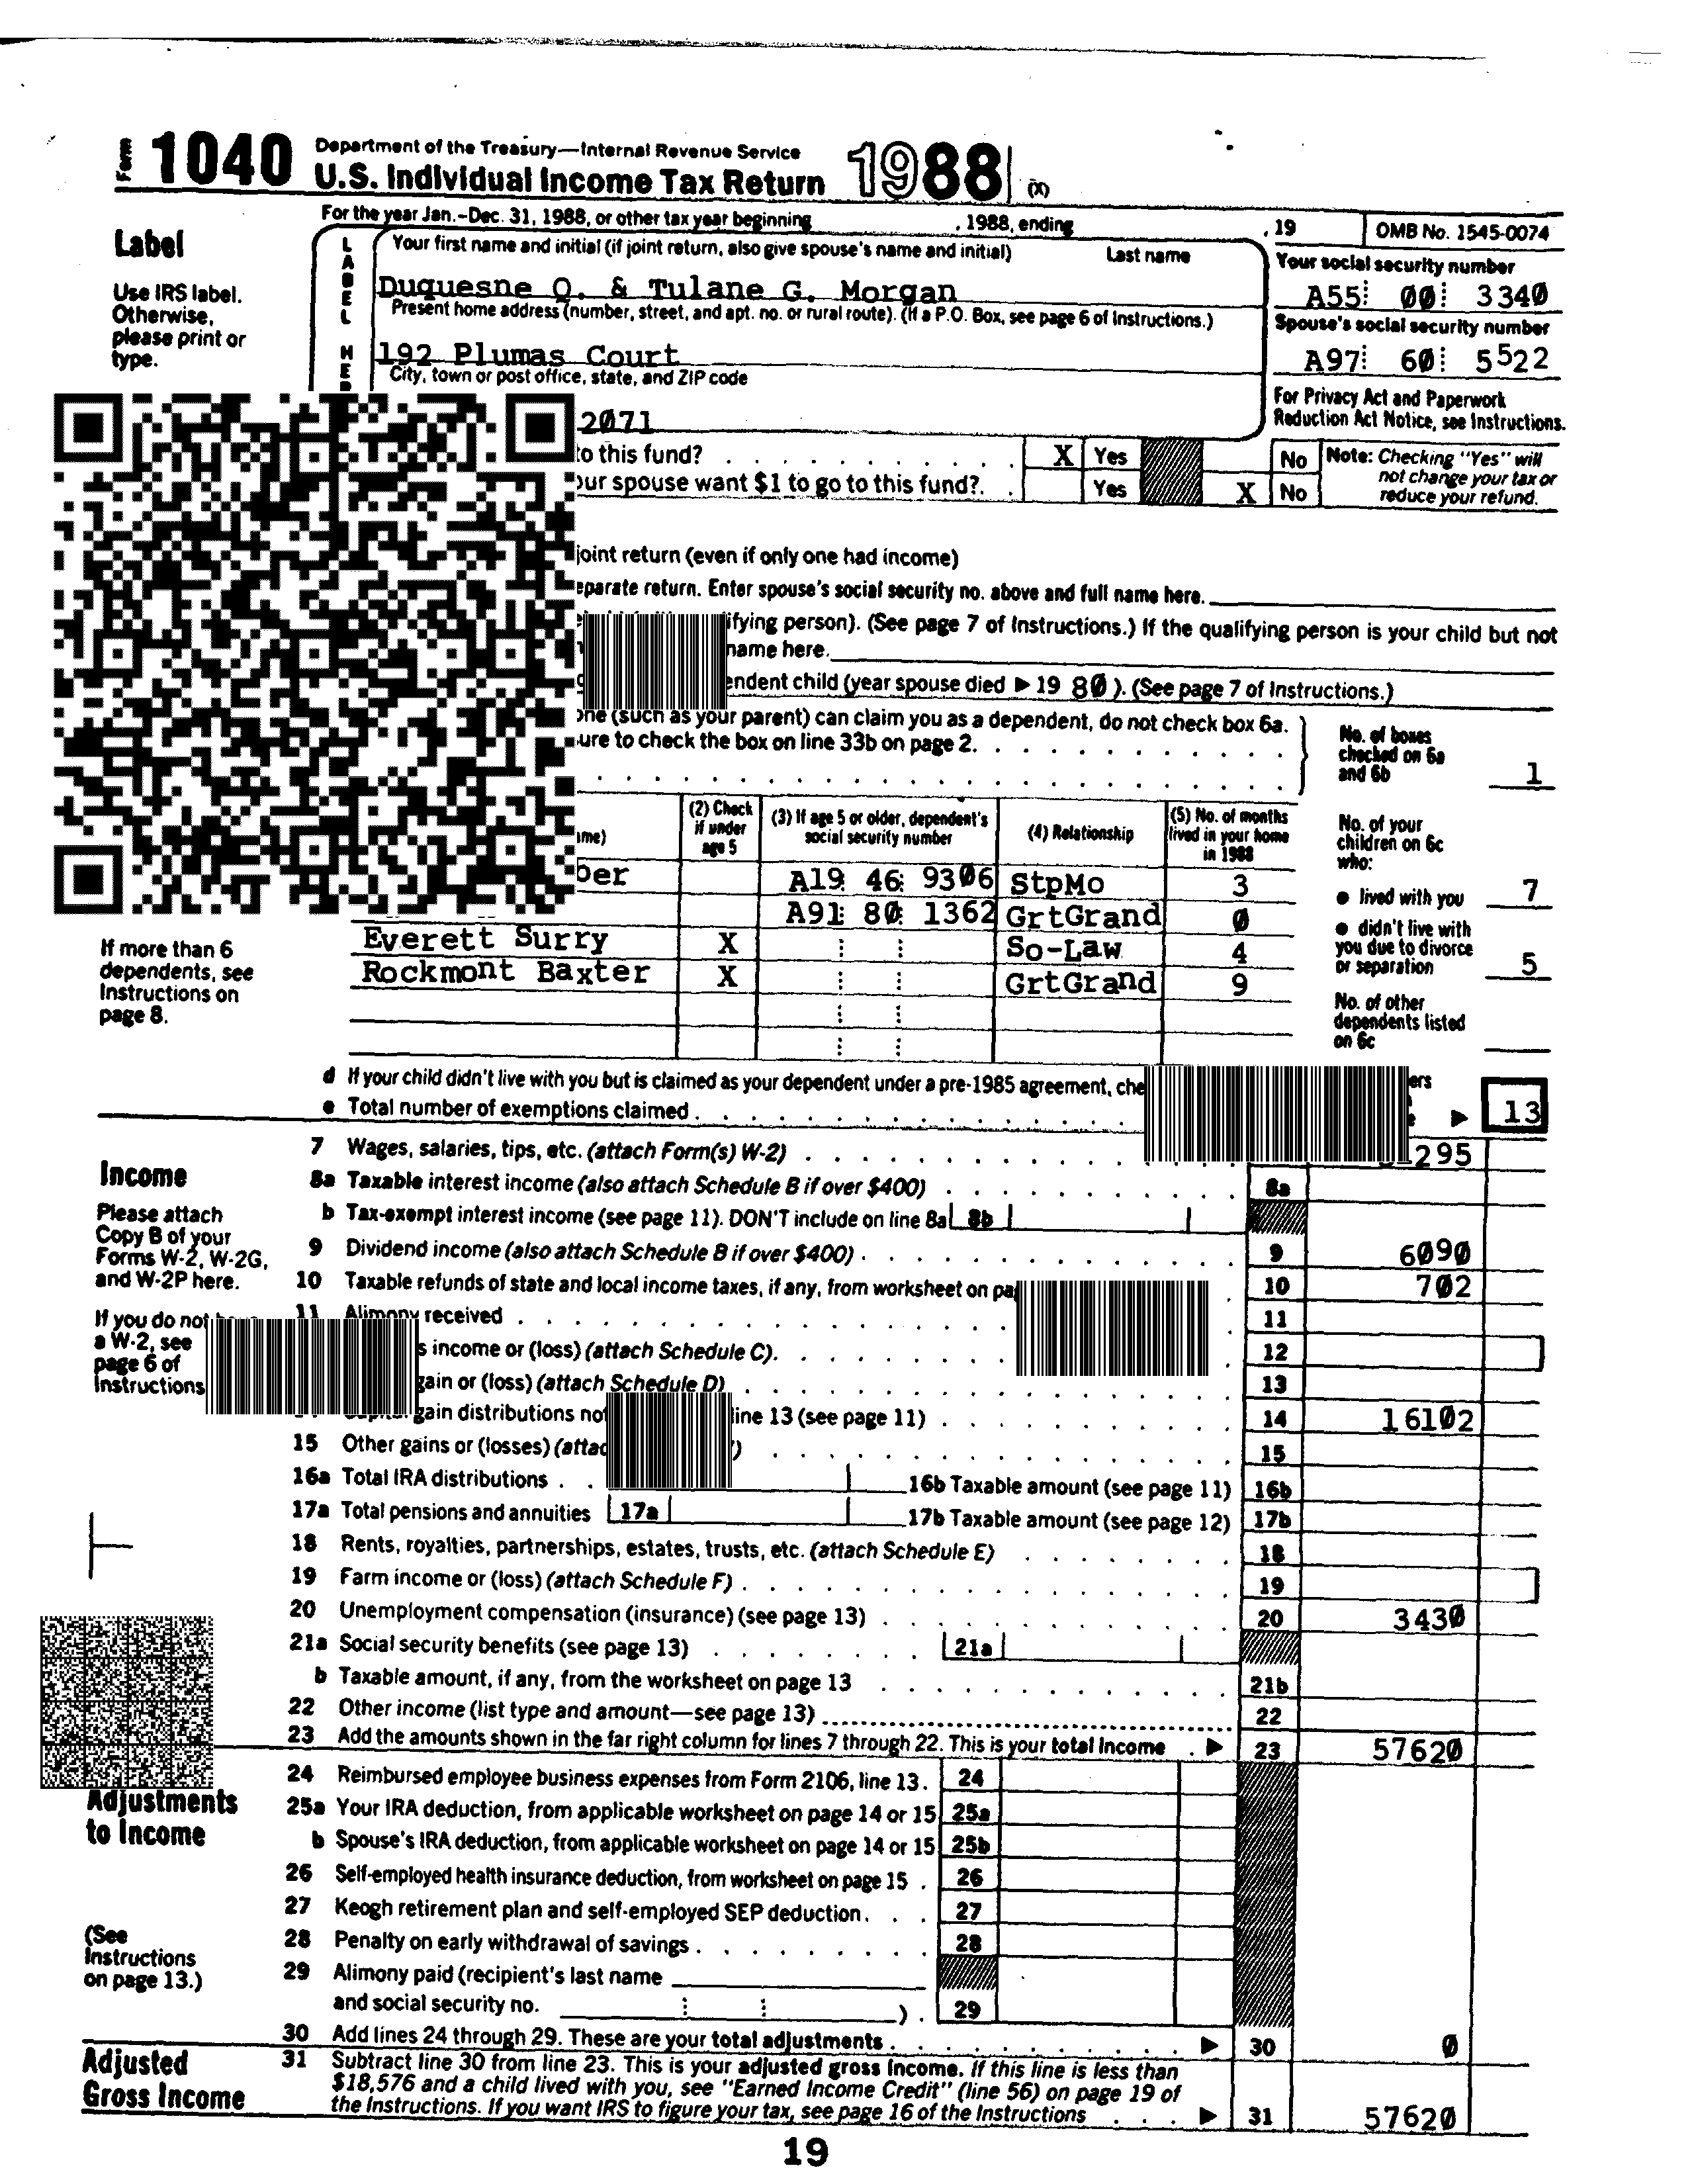 Form 1040 Department of the Treasury—Internal Revenue Service
U.S. Individual Income Tax Return 1988 (X)
For the year Jan.–Dec. 31, 1988, or other tax year beginning , 1988, ending , 19 OMB No. 1545-0074
Label
Use IRS label. Otherwise, please print or type.
LABEL HE
Your first name and initial (if joint return, also give spouse's name and initial) Last name
Duquesne Q. & Tulane G. Morgan
Present home address (number, street, and apt. no. or rural route). (If a P.O. Box, see page 6 of Instructions.)
192 Plumas Court
City, town or post office, state, and ZIP code
2071
Your social security number
A55 00 3340
Spouse's social security number
A97 60 5522
For Privacy Act and Paperwork Reduction Act Notice, see Instructions.
to this fund? X Yes No
our spouse want $1 to go to this fund?. Yes X No
Note: Checking "Yes" will not change your tax or reduce your refund.
joint return (even if only one had income)
eparate return. Enter spouse's social security no. above and full name here.
ifying person). (See page 7 of Instructions.) If the qualifying person is your child but not
name here.
endent child (year spouse died ▶ 19 80 ). (See page 7 of Instructions.)
one (such as your parent) can claim you as a dependent, do not check box 6a.
ure to check the box on line 33b on page 2.
No. of boxes checked on 6a and 6b 1
ame) (2) Check if under age 5 (3) If age 5 or older, dependent's social security number (4) Relationship (5) No. of months lived in your home in 1988
ber A19 46 9306 StpMo 3
A91 80 1362 GrtGrand 0
Everett Surry X So-Law 4
Rockmont Baxter X GrtGrand 9
No. of your children on 6c who:
● lived with you 7
● didn't live with you due to divorce or separation 5
No. of other dependents listed on 6c
If more than 6 dependents, see Instructions on page 8.
d If your child didn't live with you but is claimed as your dependent under a pre-1985 agreement, che
e Total number of exemptions claimed . ers ▶ 13
Income
Please attach Copy B of your Forms W-2, W-2G, and W-2P here.
If you do not a W-2, see page 6 of Instructions
7 Wages, salaries, tips, etc. (attach Form(s) W-2) 295
8a Taxable interest income (also attach Schedule B if over $400) 8a
b Tax-exempt interest income (see page 11). DON'T include on line 8a 8b
9 Dividend income (also attach Schedule B if over $400) 9 6090
10 Taxable refunds of state and local income taxes, if any, from worksheet on pa 10 702
11 Alimony received 11
s income or (loss) (attach Schedule C). 12
gain or (loss) (attach Schedule D) 13
gain distributions not line 13 (see page 11) 14 16102
15 Other gains or (losses) (attac ) 15
16a Total IRA distributions 16b Taxable amount (see page 11) 16b
17a Total pensions and annuities 17a 17b Taxable amount (see page 12) 17b
18 Rents, royalties, partnerships, estates, trusts, etc. (attach Schedule E) 18
19 Farm income or (loss) (attach Schedule F) 19
20 Unemployment compensation (insurance) (see page 13) 20 3430
21a Social security benefits (see page 13) 21a
b Taxable amount, if any, from the worksheet on page 13 21b
22 Other income (list type and amount—see page 13) 22
23 Add the amounts shown in the far right column for lines 7 through 22. This is your total income ▶ 23 57620
Adjustments to Income
(See Instructions on page 13.)
24 Reimbursed employee business expenses from Form 2106, line 13. 24
25a Your IRA deduction, from applicable worksheet on page 14 or 15 25a
b Spouse's IRA deduction, from applicable worksheet on page 14 or 15 25b
26 Self-employed health insurance deduction, from worksheet on page 15 . 26
27 Keogh retirement plan and self-employed SEP deduction. 27
28 Penalty on early withdrawal of savings 28
29 Alimony paid (recipient's last name
and social security no. ) . 29
30 Add lines 24 through 29. These are your total adjustments ▶ 30 0
Adjusted Gross Income
31 Subtract line 30 from line 23. This is your adjusted gross income. If this line is less than
$18,576 and a child lived with you, see "Earned Income Credit" (line 56) on page 19 of
the Instructions. If you want IRS to figure your tax, see page 16 of the Instructions ▶ 31 57620
19